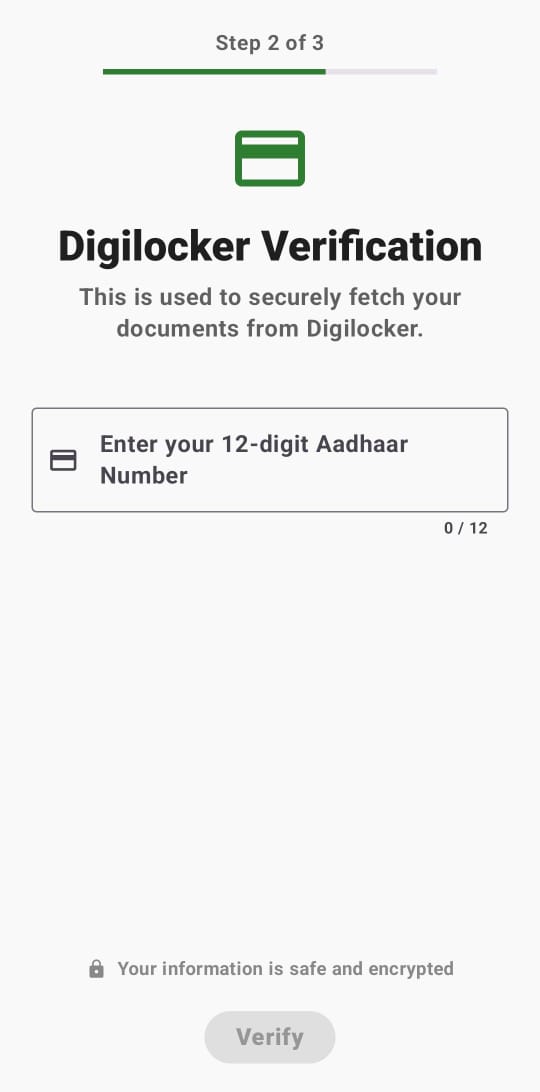 Step 2 of 3
Digilocker Verification
This is used to securely fetch your
documents from Digilocker.
Enter your 12-digit Aadhaar
Number
0 / 12
Your information is safe and encrypted
Verify